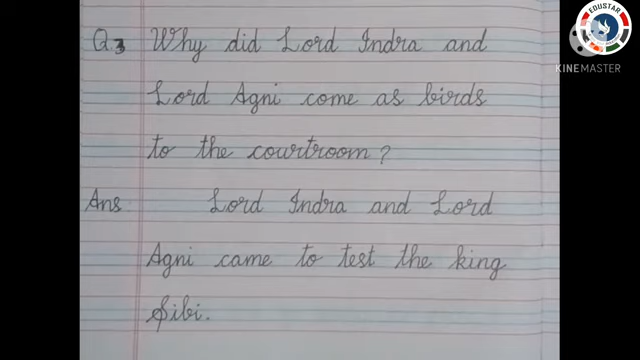 EDUSTAR
KINEMASTER
Q.3 Why did Lord Indra and
Lord Agni come as birds
to the courtroom?
Ans Lord Indra and Lord
Agni came to test the king
Sibi.